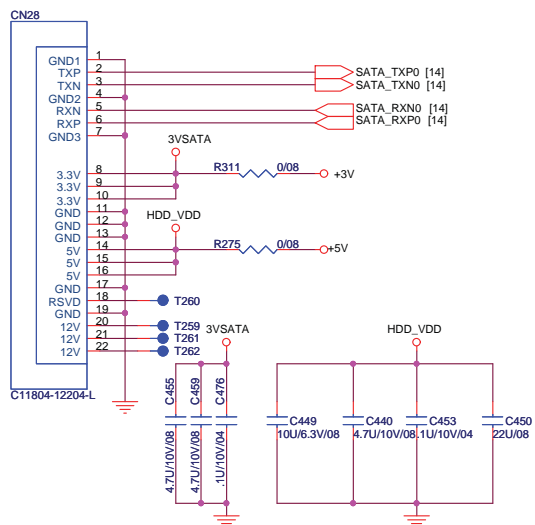 CN28
GND1 1
TXP 2 SATA_TXP0 [14]
TXN 3 SATA_TXN0 [14]
GND2 4
RXN 5 SATA_RXN0 [14]
RXP 6 SATA_RXP0 [14]
GND3 7
3VSATA
3.3V 8 R311 0/08 +3V
3.3V 9
3.3V 10
GND 11 HDD_VDD
GND 12
GND 13
5V 14 R275 0/08 +5V
5V 15
5V 16
GND 17
RSVD 18 T260
GND 19
12V 20 T259
12V 21 T261
12V 22 T262
C11804-12204-L
3VSATA
C455
4.7U/10V/08
C459
4.7U/10V/08
C476
.1U/10V/04
HDD_VDD
C449
10U/6.3V/08
C440
4.7U/10V/08
C453
.1U/10V/04
C450
22U/08